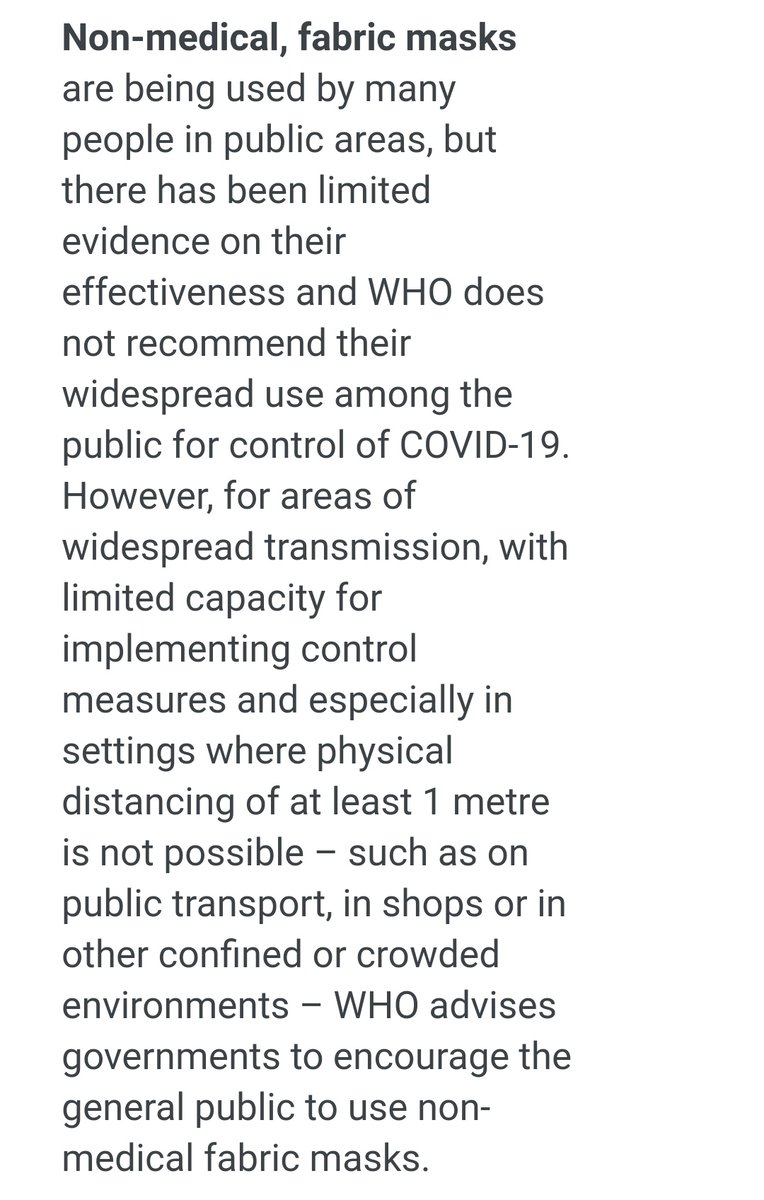 Non-medical, fabric masks
are being used by many
people in public areas, but
there has been limited
evidence on their
effectiveness and WHO does
not recommend their
widespread use among the
public for control of COVID-19.
However, for areas of
widespread transmission, with
limited capacity for
implementing control
measures and especially in
settings where physical
distancing of at least 1 metre
is not possible – such as on
public transport, in shops or in
other confined or crowded
environments – WHO advises
governments to encourage the
general public to use non-
medical fabric masks.